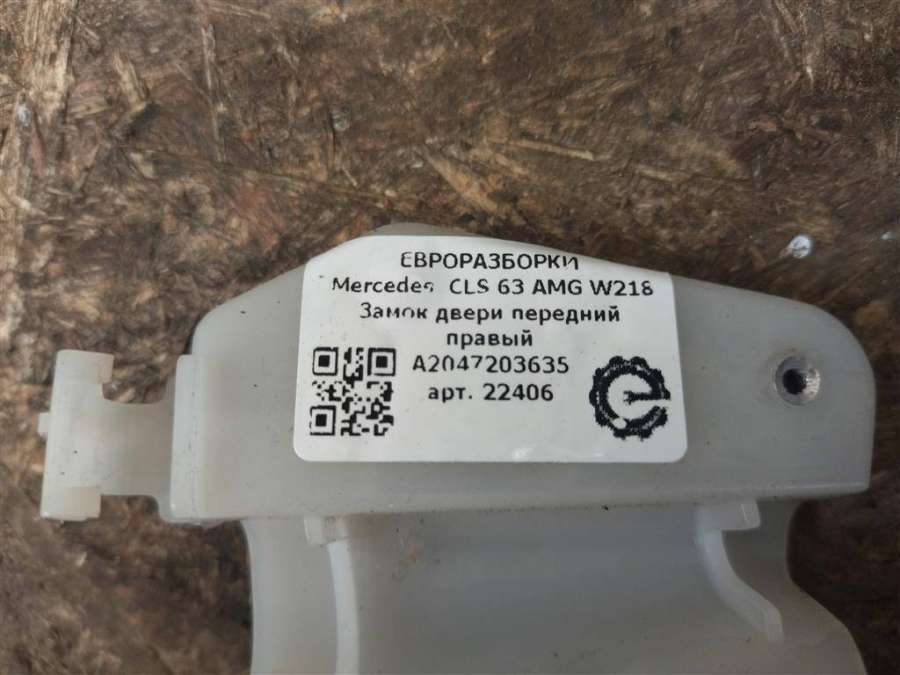 ЕВРОРАЗБОРКИ
Mercedes CLS 63 AMG W218
Замок двери передний
правый
A2047203635
арт. 22406